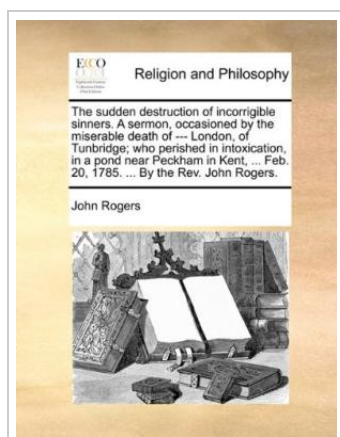 ECCO
Religion and Philosophy
The sudden destruction of incorrigible
sinners. A sermon, occasioned by the
miserable death of --- London, of
Tunbridge; who perished in intoxication,
in a pond near Peckham in Kent, ... Feb.
20, 1785. ... By the Rev. John Rogers.
John Rogers